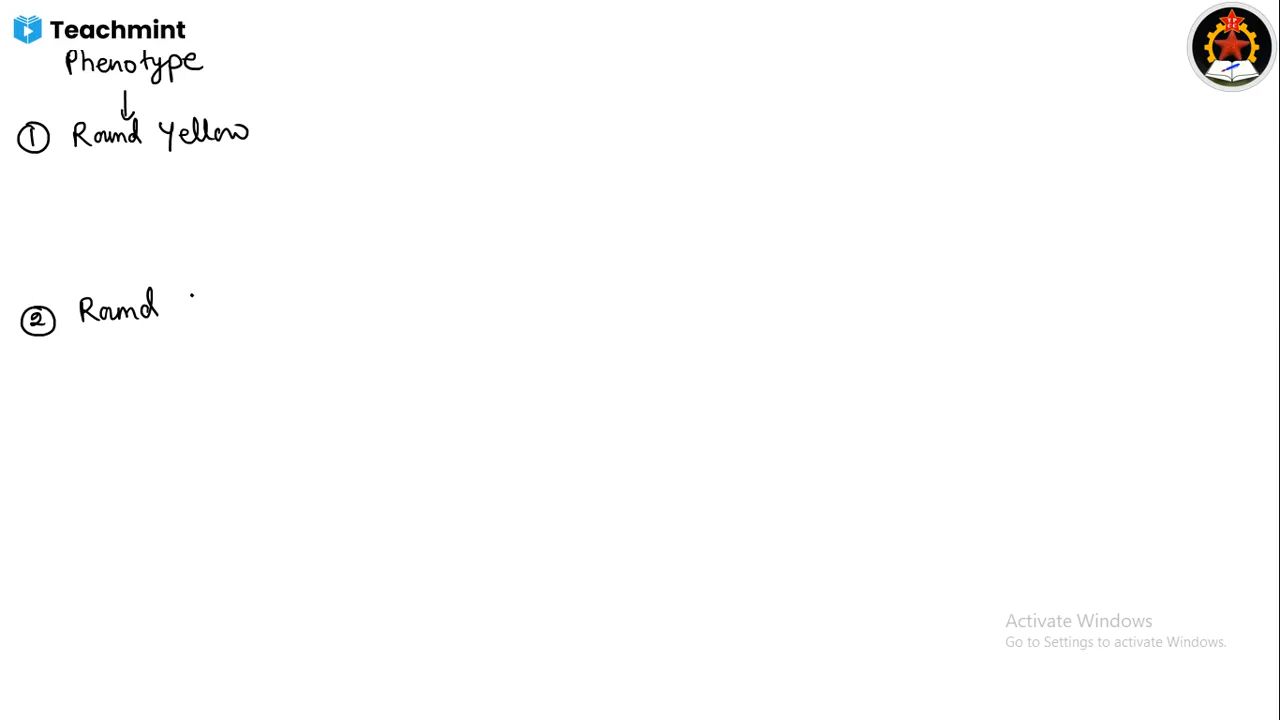 Teachmint
Phenotype
① Round Yellow
② Round
Activate Windows
Go to Settings to activate Windows.